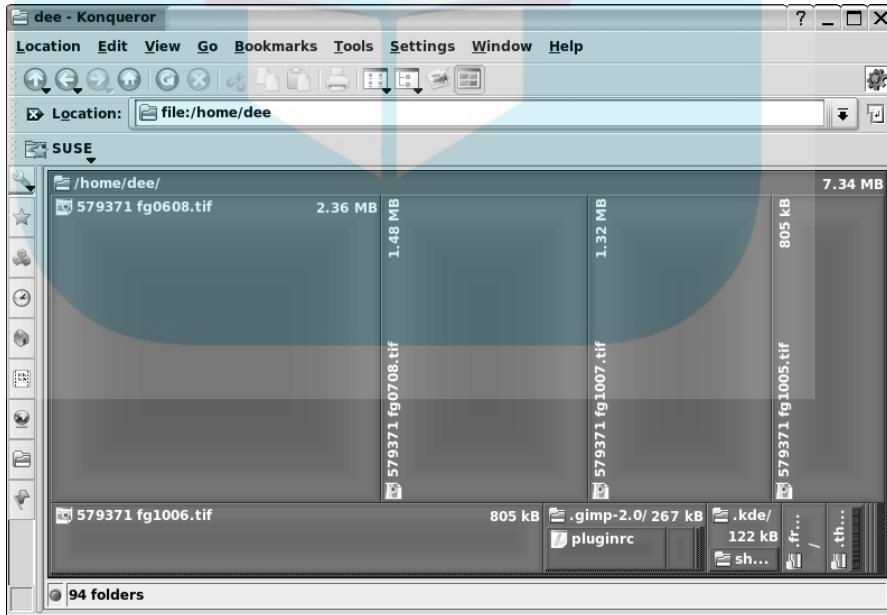 dee - Konqueror
Location Edit View Go Bookmarks Tools Settings Window Help
Location: file:/home/dee
SUSE
/home/dee/ 7.34 MB
579371 fg0608.tif 2.36 MB
579371 fg0708.tif 1.48 MB
579371 fg1007.tif 1.32 MB
579371 fg1005.tif 805 kB
579371 fg1006.tif 805 kB
.gimp-2.0/ 267 kB
pluginrc
.kde/
122 kB
sh...
.fr... /
.th...
94 folders